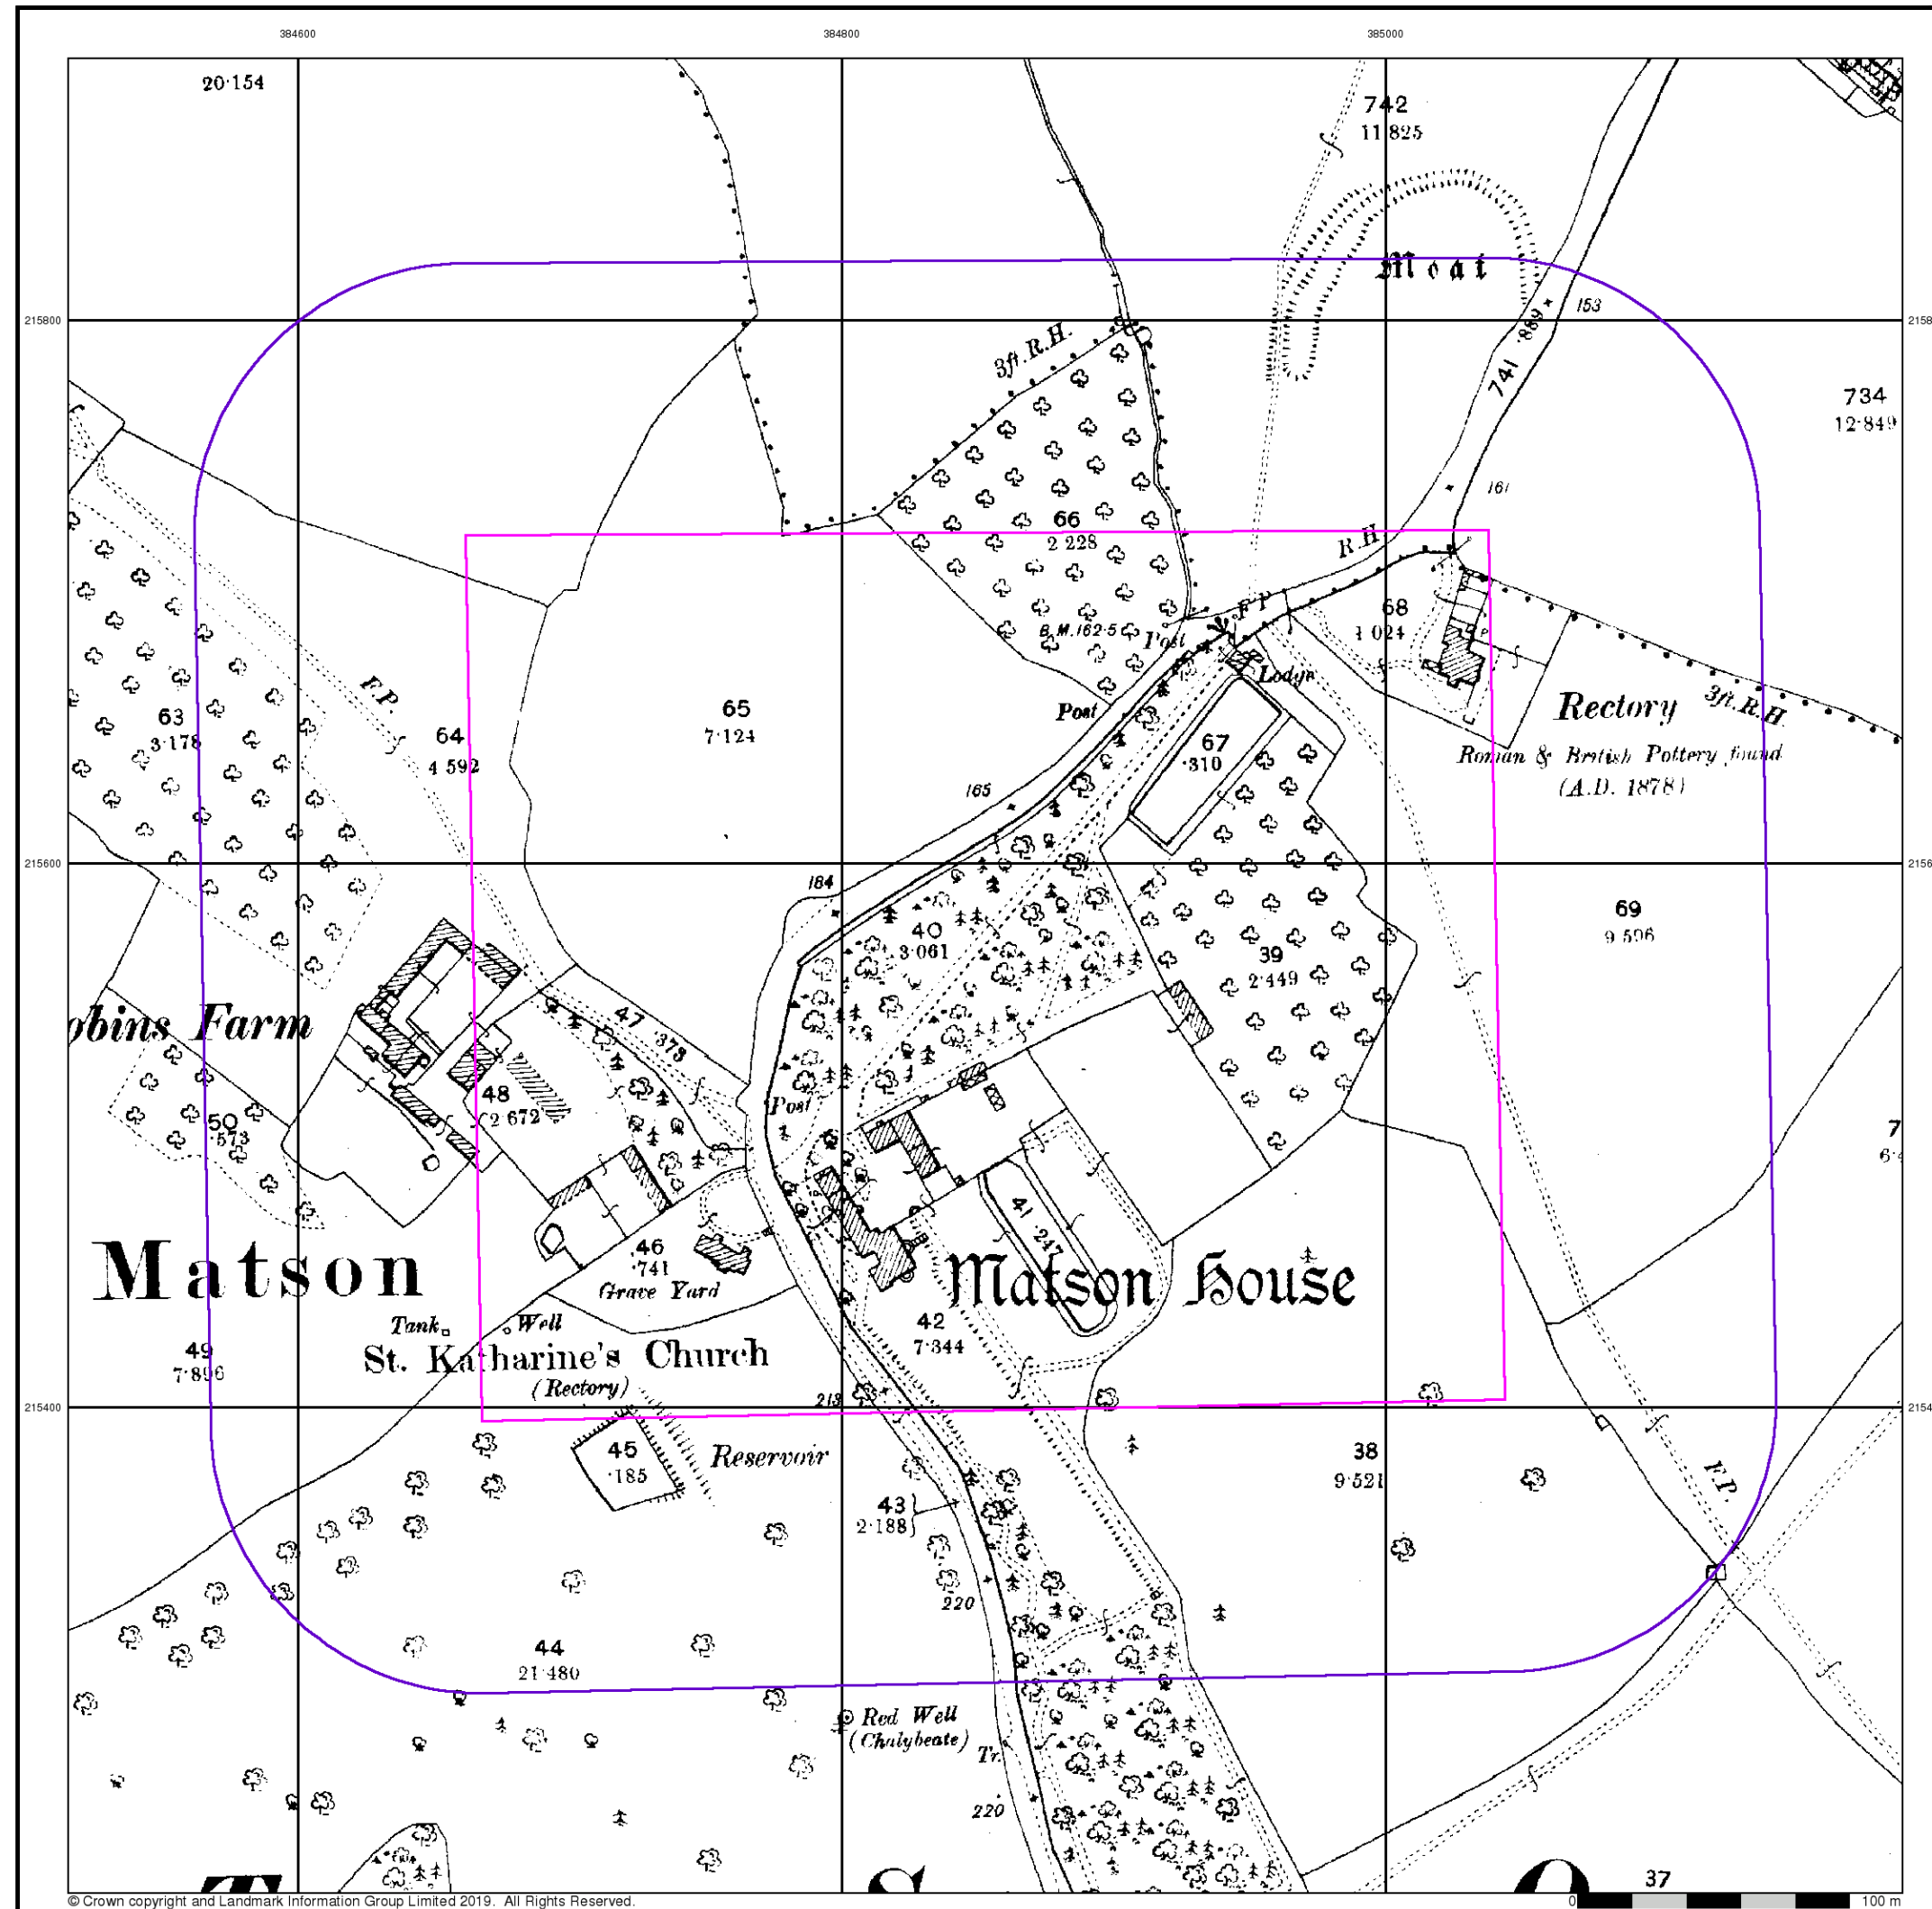 384600
384800
385000
20·154
742
11·825
Moat
215800
153
·889
741
3ft. R.H.
734
12·849
161
66
2·228
R.H.
F.P.
68
1·024
B.M.162·5
Post
Lodge
F.P.
65
7·124
Post
Rectory
3ft. R.H.
63
3·178
64
4·592
67
·310
Roman & British Pottery found
(A.D. 1878)
165
215600
184
40
3·061
69
9·596
39
2·449
obins Farm
47
·373
48
2·672
Post
50
·573
41
·247
46
·741
Matson
Matson House
Grave Yard
Tank
Well
42
7·344
49
7·896
St. Katharine's Church
(Rectory)
213
215400
45
·185
Reservoir
38
9·521
43
2·188
F.P.
220
44
21·480
Red Well
(Chalybeate)
Tr.
220
37
T
S
O
© Crown copyright and Landmark Information Group Limited 2019. All Rights Reserved.
0
100 m